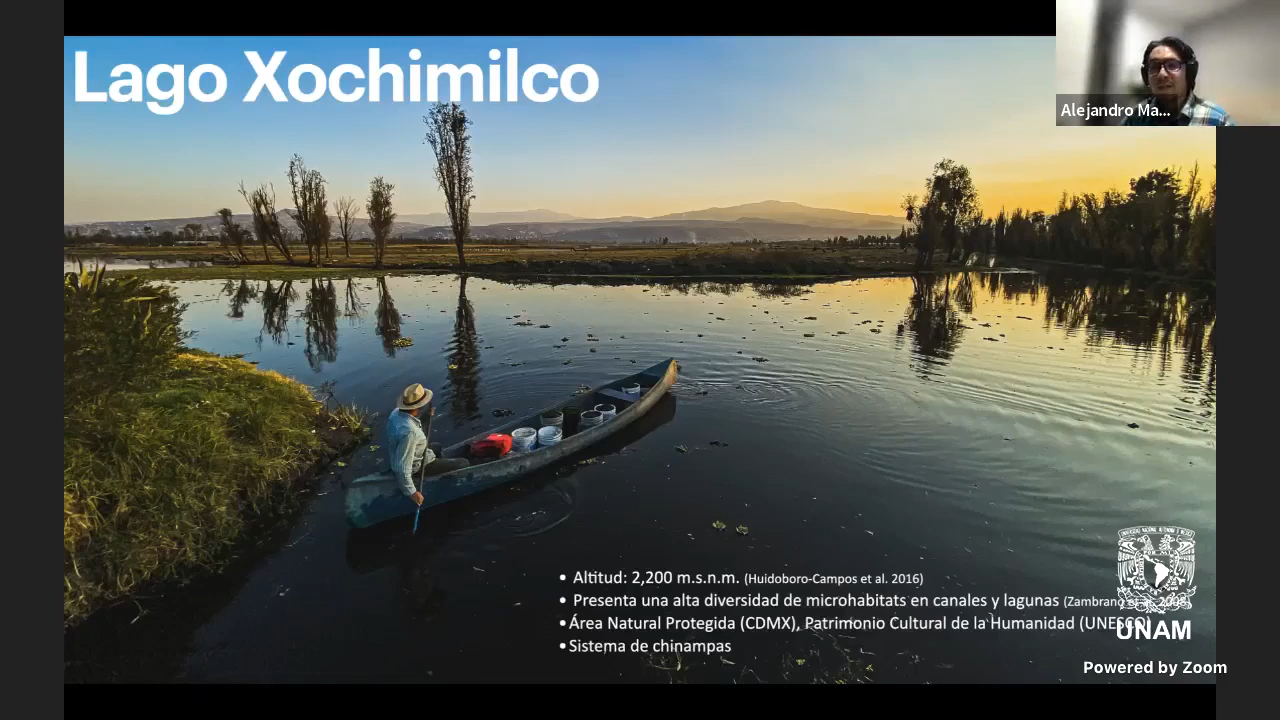 Lago Xochimilco
Alejandro Ma...
• Altitud: 2,200 m.s.n.m. (Huidoboro-Campos et al. 2016)
• Presenta una alta diversidad de microhabitats en canales y lagunas (Zambrano et al.
• Área Natural Protegida (CDMX), Patrimonio Cultural de la Humanidad (UNESCO)
• Sistema de chinampas
UNAM
Powered by Zoom